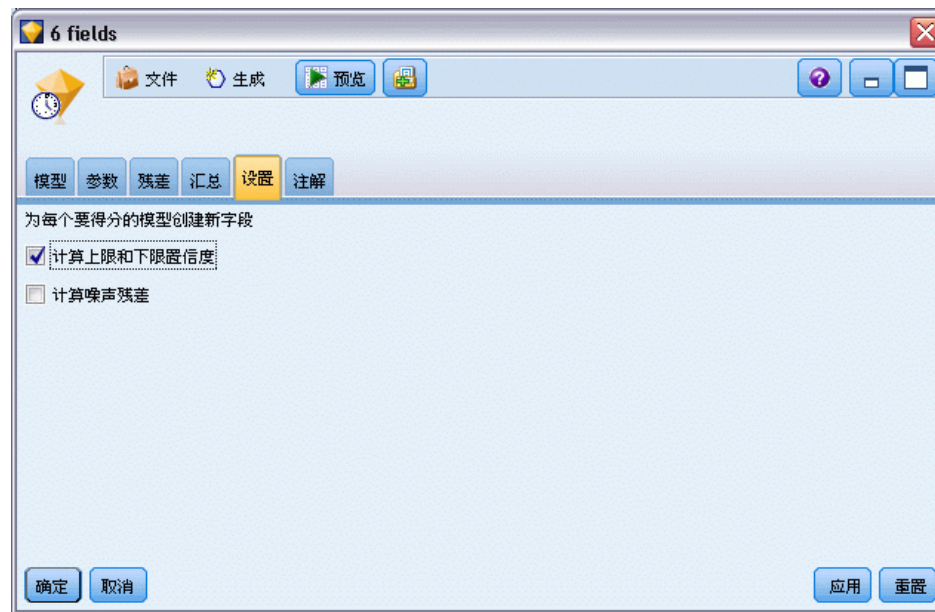 6 fields
文件 生成 预览
模型 参数 残差 汇总 设置 注解
为每个要得分的模型创建新字段
计算上限和下限置信度
计算噪声残差
确定 取消 应用 重置